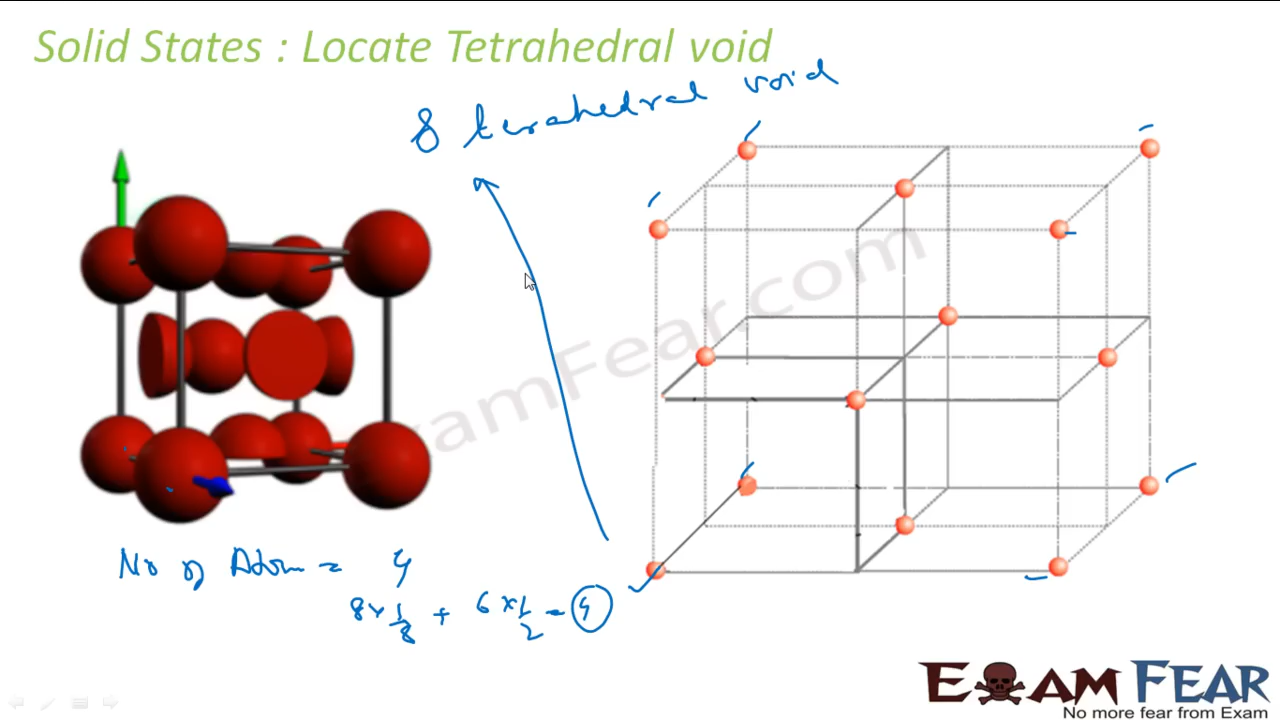 Solid States : Locate Tetrahedral void
8 terahedral void
examFear.com
No of Atom = 4
8 × 1/8 + 6 × 1/2 = 4
EXAM FEAR
No more fear from Exam